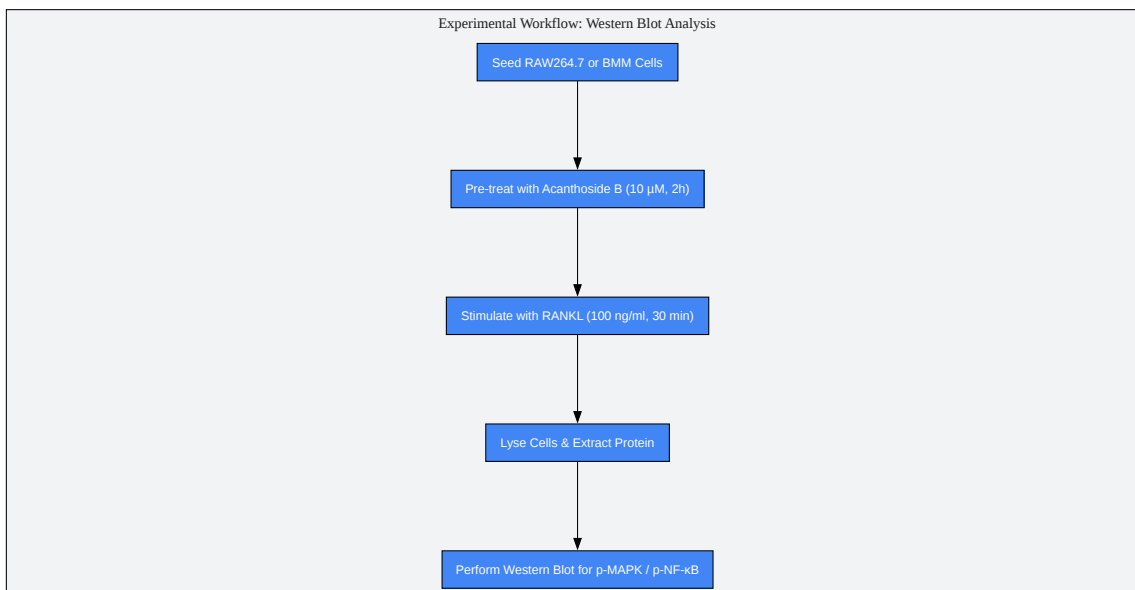 Experimental Workflow: Western Blot Analysis
Seed RAW264.7 or BMM Cells
Pre-treat with Acanthoside B (10 µM, 2h)
Stimulate with RANKL (100 ng/ml, 30 min)
Lyse Cells & Extract Protein
Perform Western Blot for p-MAPK / p-NF-κB